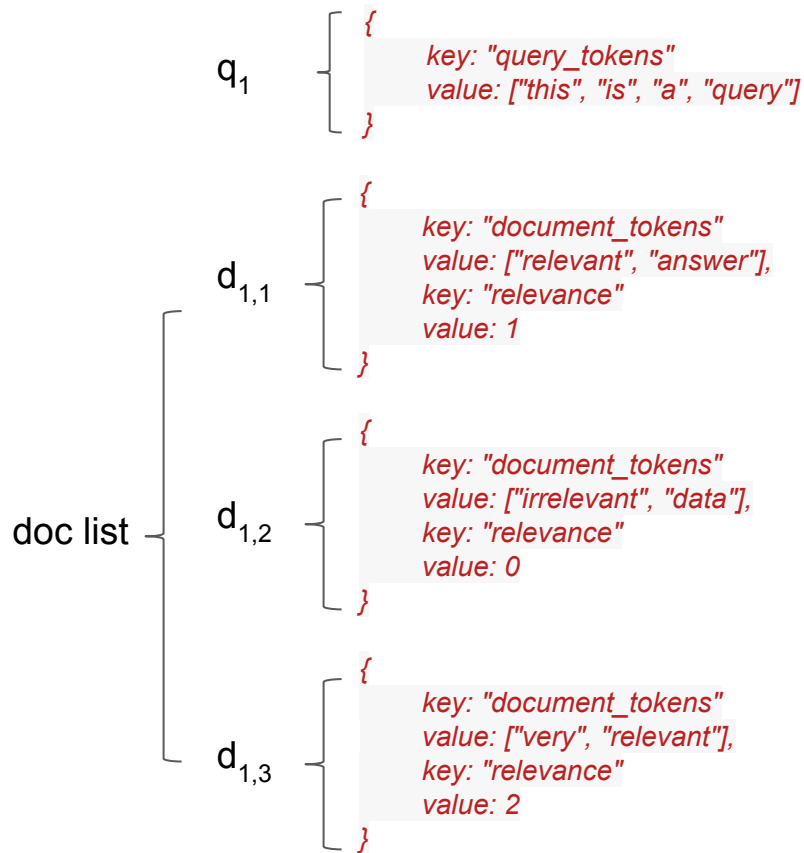 q1
{
key: "query_tokens"
value: ["this", "is", "a", "query"]
}
d1,1
{
key: "document_tokens"
value: ["relevant", "answer"],
key: "relevance"
value: 1
}
doc list
d1,2
{
key: "document_tokens"
value: ["irrelevant", "data"],
key: "relevance"
value: 0
}
d1,3
{
key: "document_tokens"
value: ["very", "relevant"],
key: "relevance"
value: 2
}